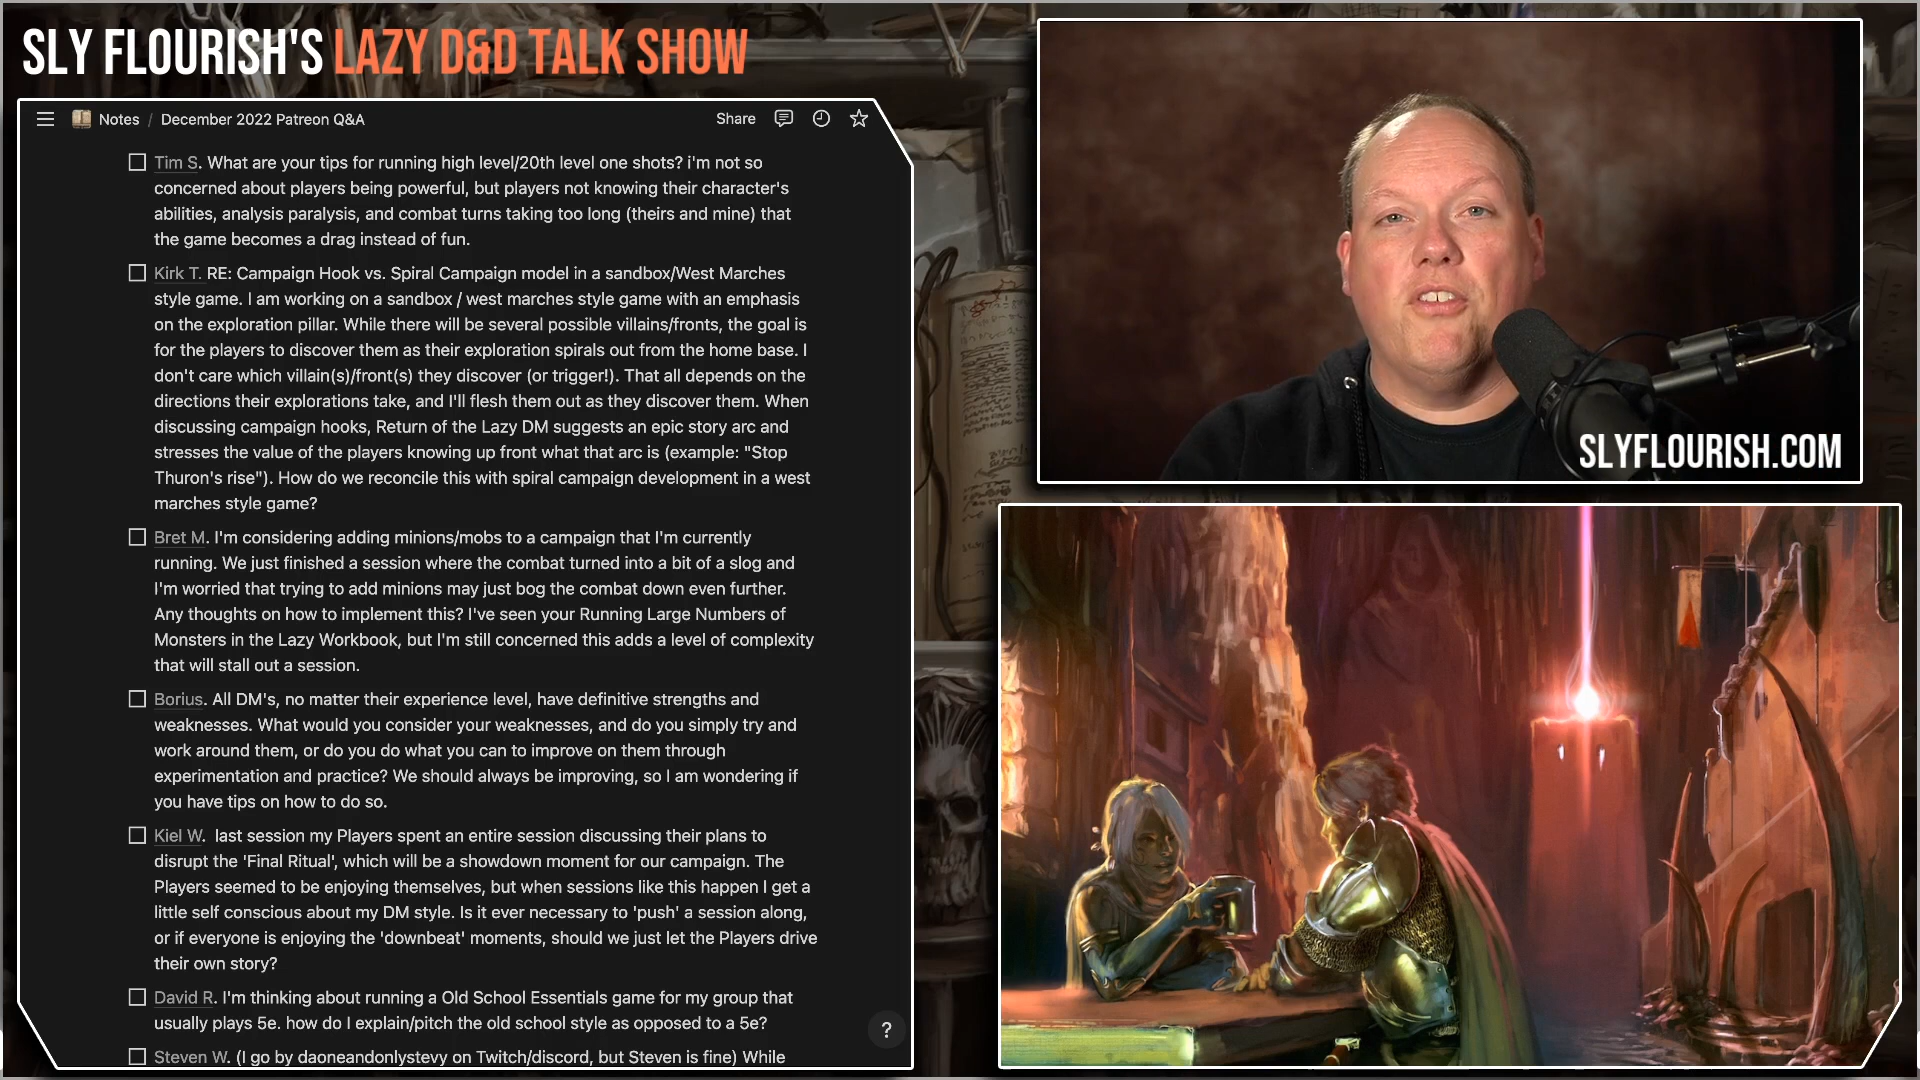 SLY FLOURISH'S LAZY D&D TALK SHOW
Notes / December 2022 Patreon Q&A
Share
Tim S. What are your tips for running high level/20th level one shots? i'm not so
concerned about players being powerful, but players not knowing their character's
abilities, analysis paralysis, and combat turns taking too long (theirs and mine) that
the game becomes a drag instead of fun.
Kirk T. RE: Campaign Hook vs. Spiral Campaign model in a sandbox/West Marches
style game. I am working on a sandbox / west marches style game with an emphasis
on the exploration pillar. While there will be several possible villains/fronts, the goal is
for the players to discover them as their exploration spirals out from the home base. I
don't care which villain(s)/front(s) they discover (or trigger!). That all depends on the
directions their explorations take, and I'll flesh them out as they discover them. When
discussing campaign hooks, Return of the Lazy DM suggests an epic story arc and
stresses the value of the players knowing up front what that arc is (example: "Stop
Thuron's rise"). How do we reconcile this with spiral campaign development in a west
marches style game?
Bret M. I'm considering adding minions/mobs to a campaign that I'm currently
running. We just finished a session where the combat turned into a bit of a slog and
I'm worried that trying to add minions may just bog the combat down even further.
Any thoughts on how to implement this? I've seen your Running Large Numbers of
Monsters in the Lazy Workbook, but I'm still concerned this adds a level of complexity
that will stall out a session.
Borius. All DM's, no matter their experience level, have definitive strengths and
weaknesses. What would you consider your weaknesses, and do you simply try and
work around them, or do you do what you can to improve on them through
experimentation and practice? We should always be improving, so I am wondering if
you have tips on how to do so.
Kiel W.  last session my Players spent an entire session discussing their plans to
disrupt the 'Final Ritual', which will be a showdown moment for our campaign. The
Players seemed to be enjoying themselves, but when sessions like this happen I get a
little self conscious about my DM style. Is it ever necessary to 'push' a session along,
or if everyone is enjoying the 'downbeat' moments, should we just let the Players drive
their own story?
David R. I'm thinking about running a Old School Essentials game for my group that
usually plays 5e. how do I explain/pitch the old school style as opposed to a 5e?
Steven W. (I go by daoneandonlystevy on Twitch/discord, but Steven is fine) While
?
SLYFLOURISH.COM